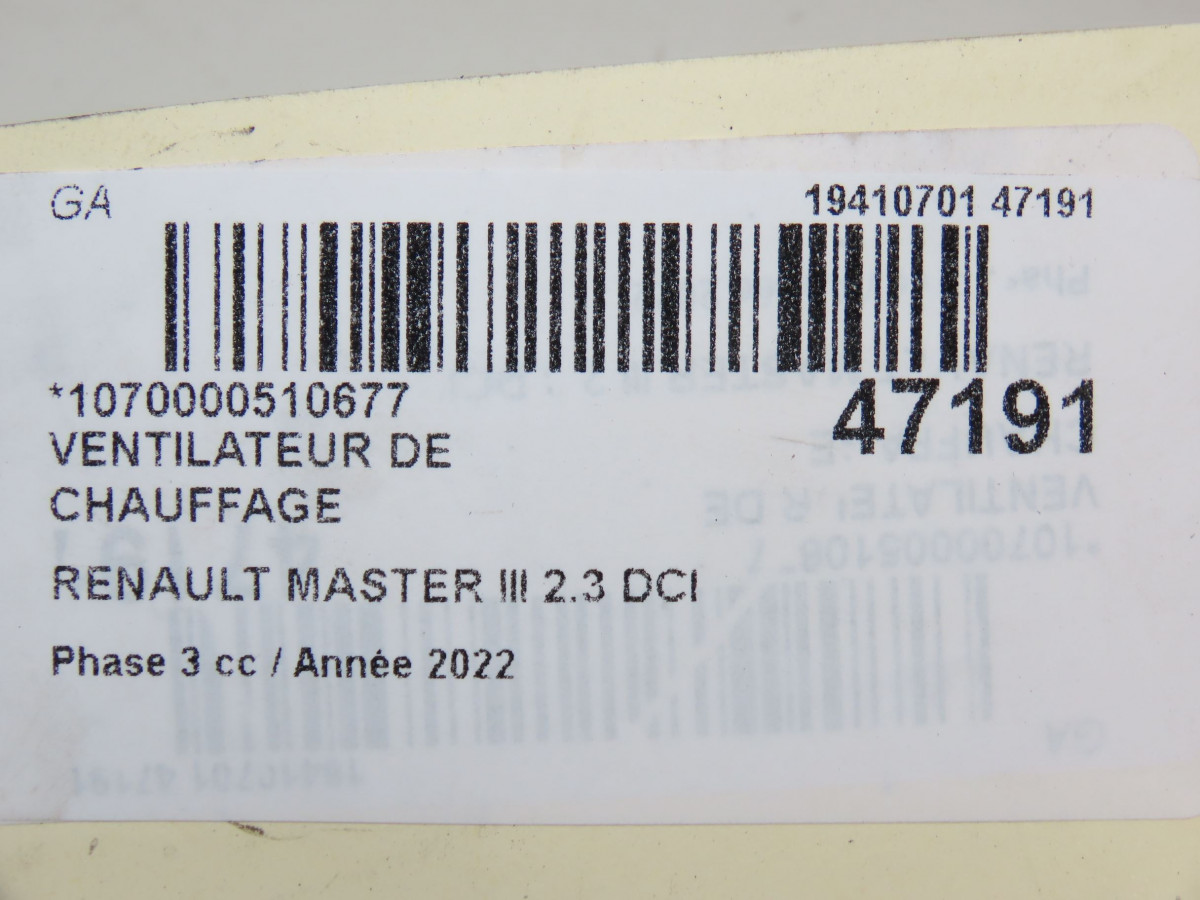 GA 19410701 47191
*1070000510677 47191
VENTILATEUR DE
CHAUFFAGE
RENAULT MASTER III 2.3 DCI
Phase 3 cc / Année 2022